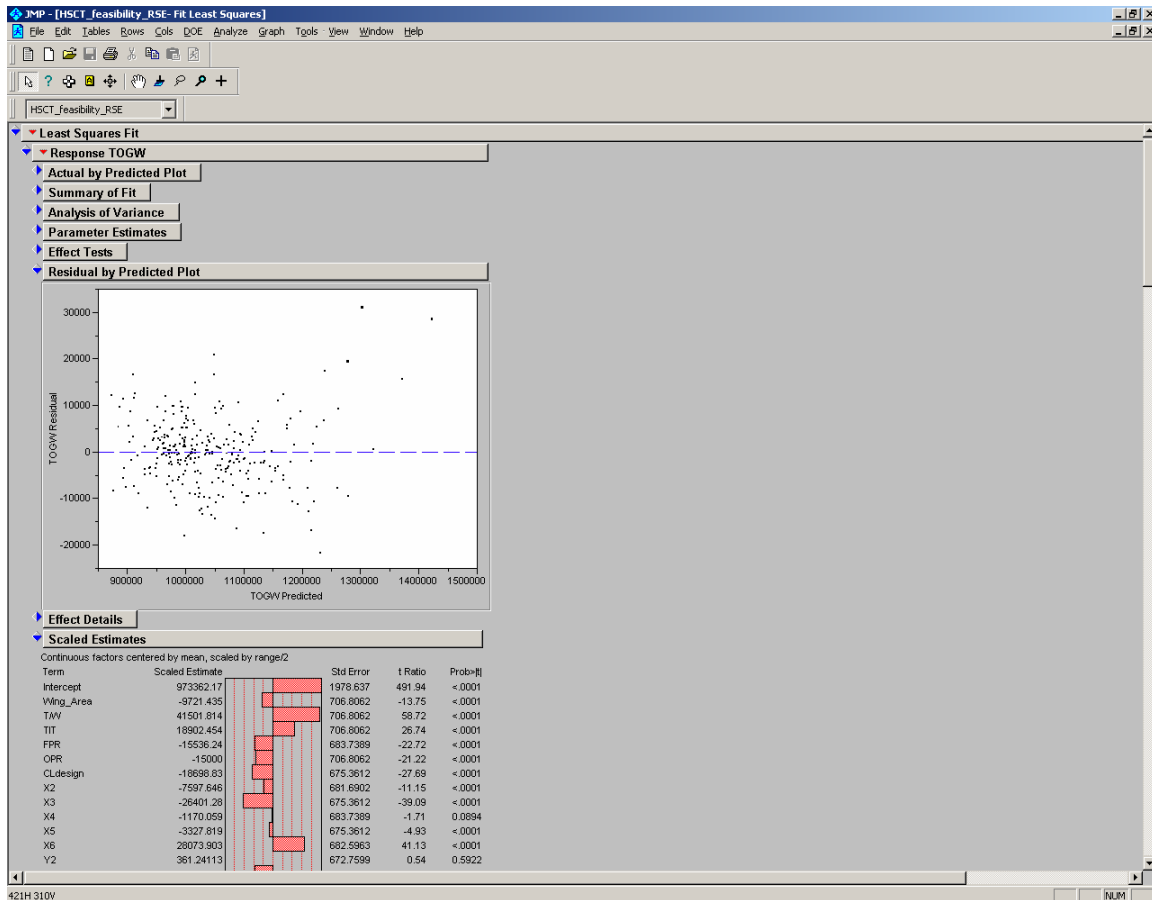 JMP - [HSCT_feasibility_RSE- Fit Least Squares]
File Edit Tables Rows Cols DOE Analyze Graph Tools View Window Help
HSCT_feasibility_RSE
Least Squares Fit
Response TOGW
Actual by Predicted Plot
Summary of Fit
Analysis of Variance
Parameter Estimates
Effect Tests
Residual by Predicted Plot
30000
20000
10000
0
-10000
-20000
TOGW Residual
900000 1000000 1100000 1200000 1300000 1400000 1500000
TOGW Predicted
Effect Details
Scaled Estimates
Continuous factors centered by mean, scaled by range/2
Term Scaled Estimate Std Error t Ratio Prob>|t|
Intercept 973362.17 1978.637 491.94 <.0001
Wing_Area -9721.435 706.8062 -13.75 <.0001
T/W 41501.814 706.8062 58.72 <.0001
TIT 18902.454 706.8062 26.74 <.0001
FPR -15536.24 683.7389 -22.72 <.0001
OPR -15000 706.8062 -21.22 <.0001
CLdesign -18698.83 675.3612 -27.69 <.0001
X2 -7597.646 681.6902 -11.15 <.0001
X3 -26401.28 675.3612 -39.09 <.0001
X4 -1170.059 683.7389 -1.71 0.0894
X5 -3327.819 675.3612 -4.93 <.0001
X6 28073.903 682.5963 41.13 <.0001
Y2 361.24113 672.7599 0.54 0.5922
421H 310V NUM